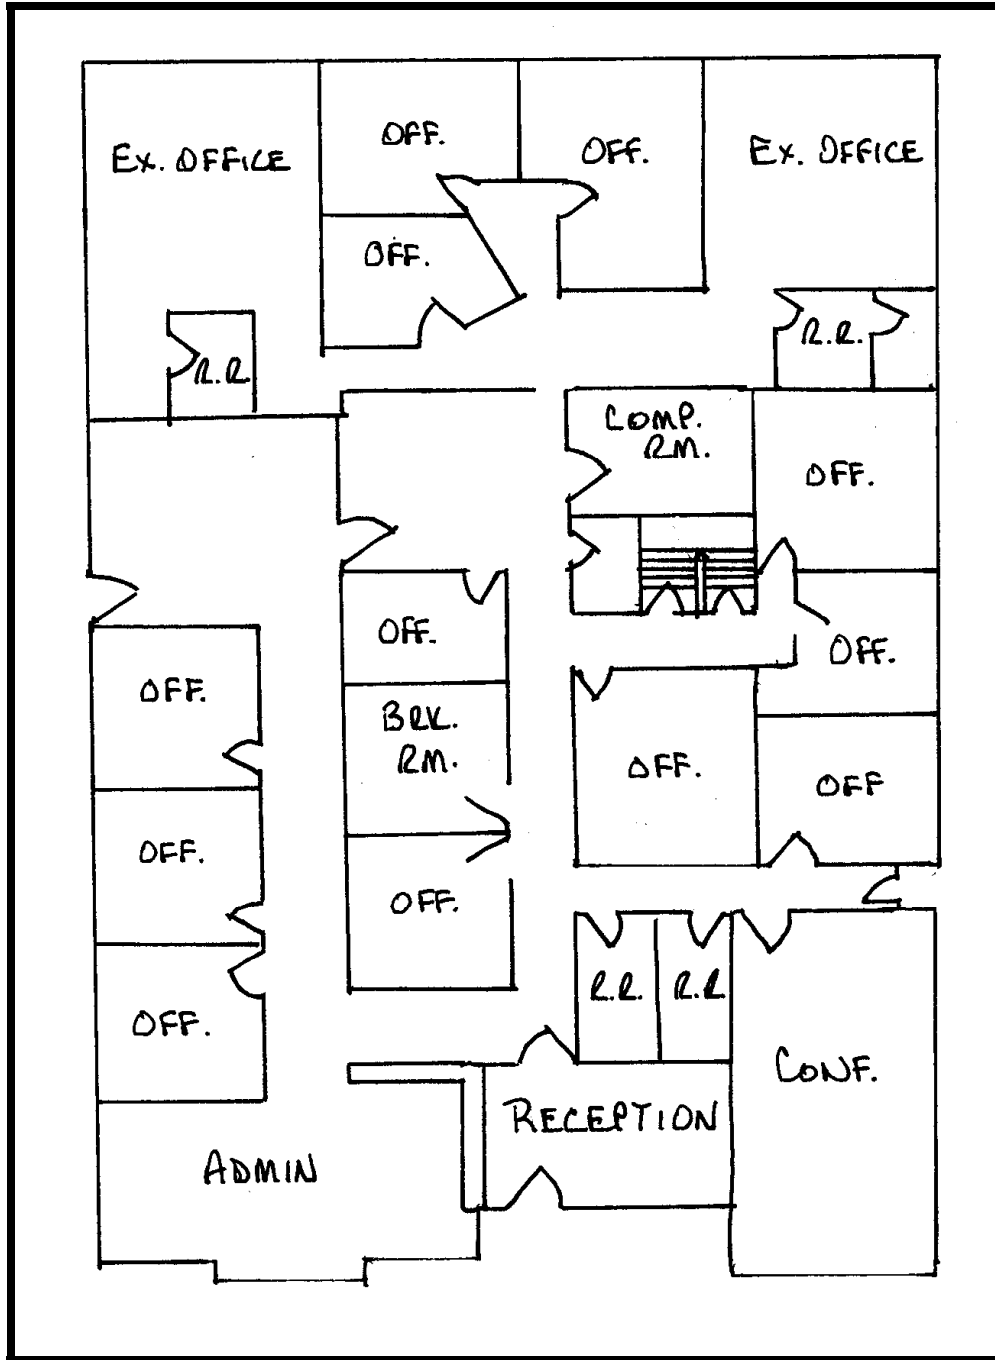 OFF.
OFF.
EX. OFFICE
EX. OFFICE
OFF.
R.R.
R.R
COMP.
RM.
OFF.
OFF.
OFF.
OFF.
BRK.
RM.
OFF.
OFF
OFF.
OFF.
R.R.
R.R
OFF.
CONF.
RECEPTION
ADMIN